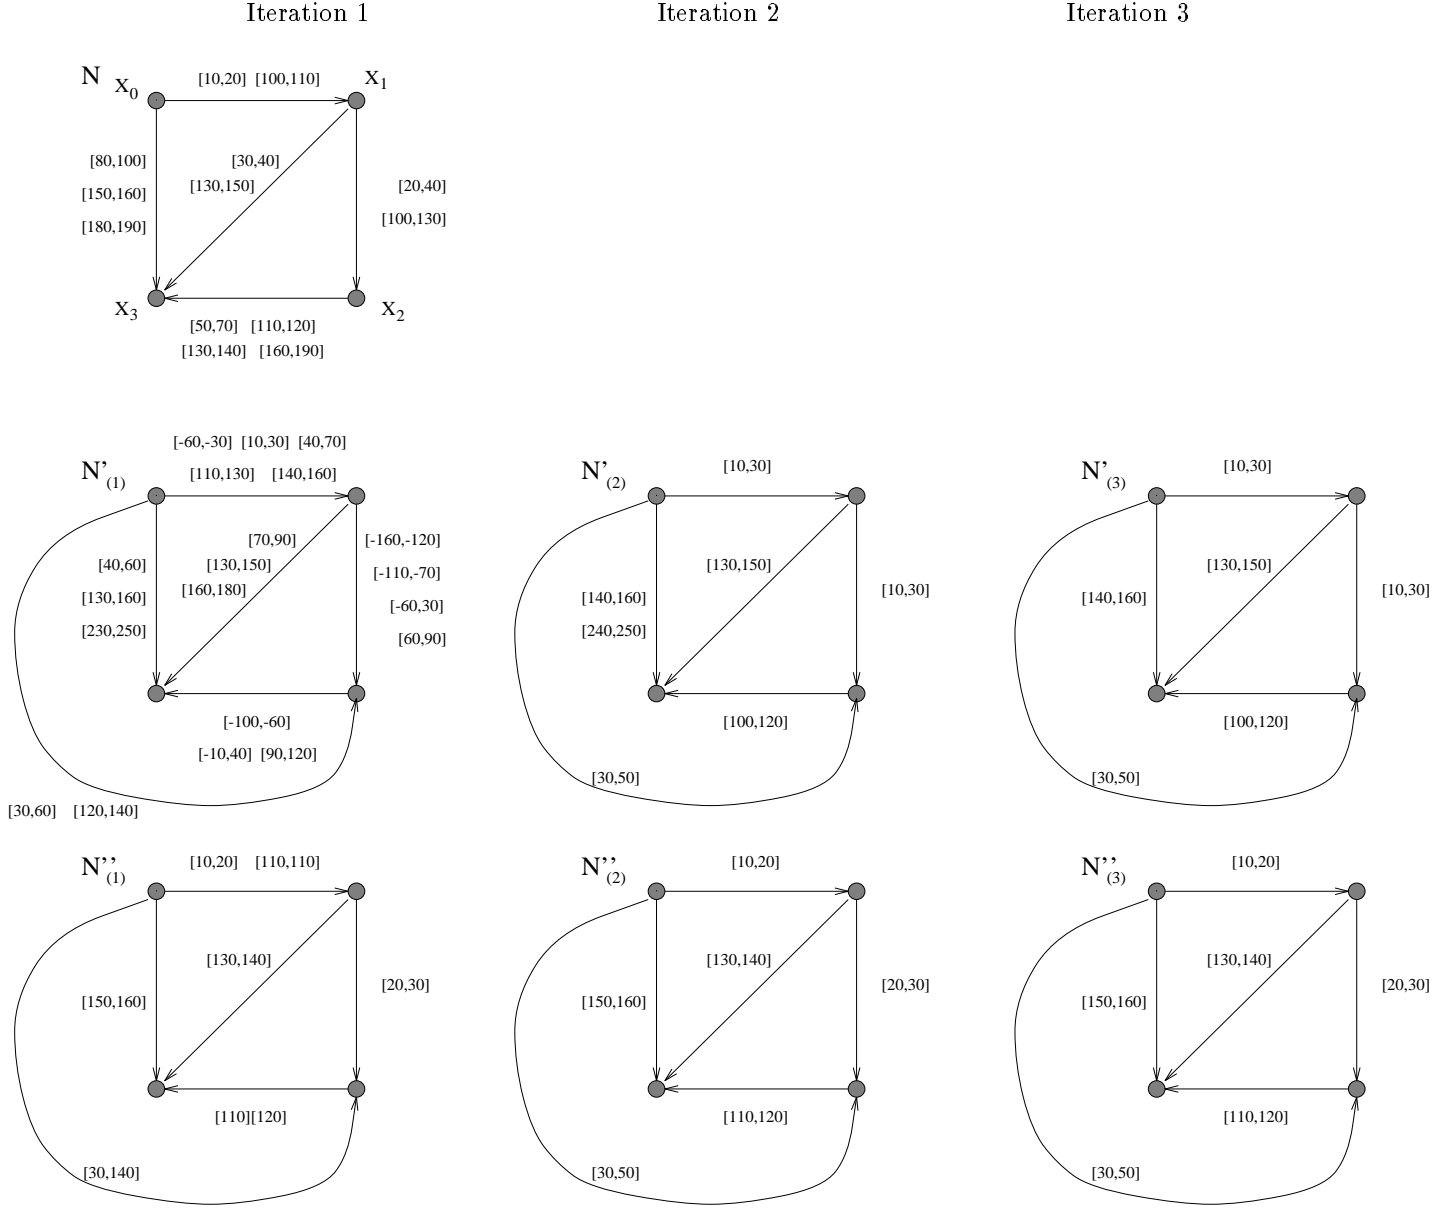 Iteration 1 Iteration 2 Iteration 3
N X0 [10,20] [100,110] X1
[80,100] [30,40]
[150,160] [130,150] [20,40]
[180,190] [100,130]
X3 X2
[50,70] [110,120]
[130,140] [160,190]
[-60,-30] [10,30] [40,70]
N'(1) [110,130] [140,160]
[70,90] [-160,-120]
[40,60] [130,150] [-110,-70]
[130,160] [160,180] [-60,30]
[230,250] [60,90]
[-100,-60]
[-10,40] [90,120]
[30,60] [120,140]
N'(2) [10,30]
[130,150]
[140,160] [10,30]
[240,250]
[100,120]
[30,50]
N'(3) [10,30]
[130,150]
[140,160] [10,30]
[100,120]
[30,50]
N''(1) [10,20] [110,110]
[130,140]
[150,160] [20,30]
[110][120]
[30,140]
N''(2) [10,20]
[130,140]
[150,160] [20,30]
[110,120]
[30,50]
N''(3) [10,20]
[130,140]
[150,160] [20,30]
[110,120]
[30,50]